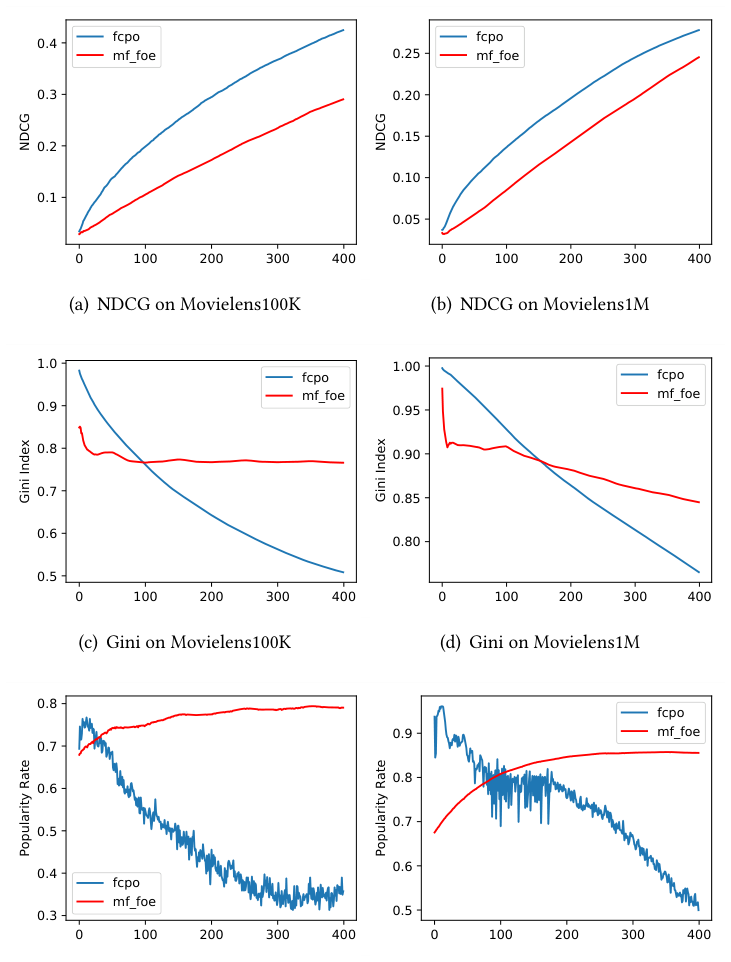 fcpo
mf_foe
NDCG
0.4
0.3
0.2
0.1
0 100 200 300 400
(a) NDCG on Movielens100K
fcpo
mf_foe
NDCG
0.25
0.20
0.15
0.10
0.05
0 100 200 300 400
(b) NDCG on Movielens1M
fcpo
mf_foe
Gini Index
1.0
0.9
0.8
0.7
0.6
0.5
0 100 200 300 400
(c) Gini on Movielens100K
fcpo
mf_foe
Gini Index
1.00
0.95
0.90
0.85
0.80
0 100 200 300 400
(d) Gini on Movielens1M
fcpo
mf_foe
Popularity Rate
0.8
0.7
0.6
0.5
0.4
0.3
0 100 200 300 400
fcpo
mf_foe
Popularity Rate
0.9
0.8
0.7
0.6
0.5
0 100 200 300 400